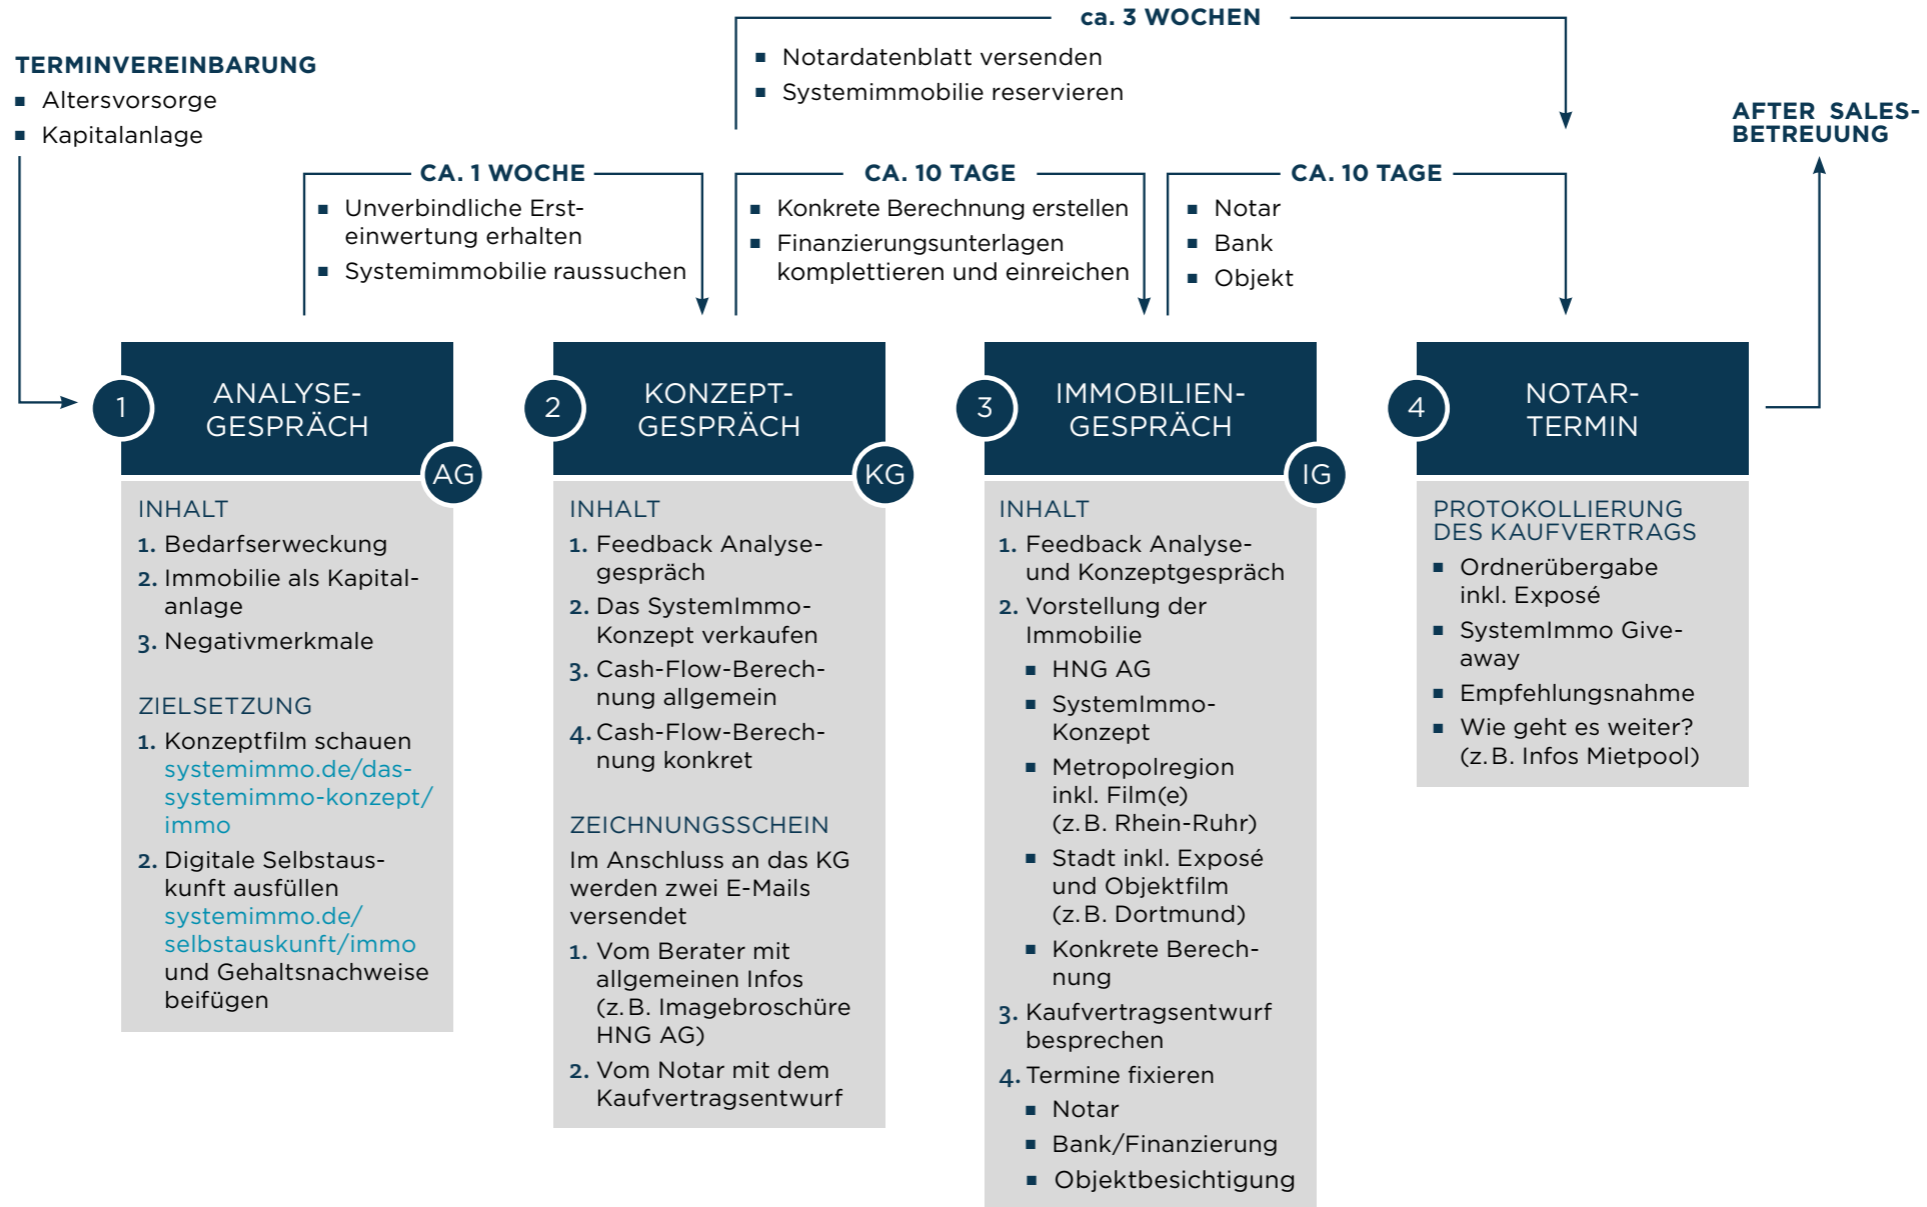 ca. 3 WOCHEN
Notardatenblatt versenden
Systemimmobilie reservieren
TERMINVEREINBARUNG
Altersvorsorge
Kapitalanlage
AFTER SALES-
BETREUUNG
CA. 1 WOCHE
Unverbindliche Erst-
einwertung erhalten
Systemimmobilie raussuchen
CA. 10 TAGE
Konkrete Berechnung erstellen
Finanzierungsunterlagen
komplettieren und einreichen
CA. 10 TAGE
Notar
Bank
Objekt
1
ANALYSE-
GESPRÄCH
AG
INHALT
1. Bedarfserweckung
2. Immobilie als Kapital-
anlage
3. Negativmerkmale
ZIELSETZUNG
1. Konzeptfilm schauen
systemimmo.de/das-
systemimmo-konzept/
immo
2. Digitale Selbstaus-
kunft ausfüllen
systemimmo.de/
selbstauskunft/immo
und Gehaltsnachweise
beifügen
2
KONZEPT-
GESPRÄCH
KG
INHALT
1. Feedback Analyse-
gespräch
2. Das SystemImmo-
Konzept verkaufen
3. Cash-Flow-Berech-
nung allgemein
4. Cash-Flow-Berech-
nung konkret
ZEICHNUNGSSCHEIN
Im Anschluss an das KG
werden zwei E-Mails
versendet
1. Vom Berater mit
allgemeinen Infos
(z. B. Imagebroschüre
HNG AG)
2. Vom Notar mit dem
Kaufvertragsentwurf
3
IMMOBILIEN-
GESPRÄCH
IG
INHALT
1. Feedback Analyse-
und Konzeptgespräch
2. Vorstellung der
Immobilie
HNG AG
SystemImmo-
Konzept
Metropolregion
inkl. Film(e)
(z. B. Rhein-Ruhr)
Stadt inkl. Exposé
und Objektfilm
(z. B. Dortmund)
Konkrete Berech-
nung
3. Kaufvertragsentwurf
besprechen
4. Termine fixieren
Notar
Bank/Finanzierung
Objektbesichtigung
4
NOTAR-
TERMIN
PROTOKOLLIERUNG
DES KAUFVERTRAGS
Ordnerübergabe
inkl. Exposé
SystemImmo Give-
away
Empfehlungsnahme
Wie geht es weiter?
(z. B. Infos Mietpool)